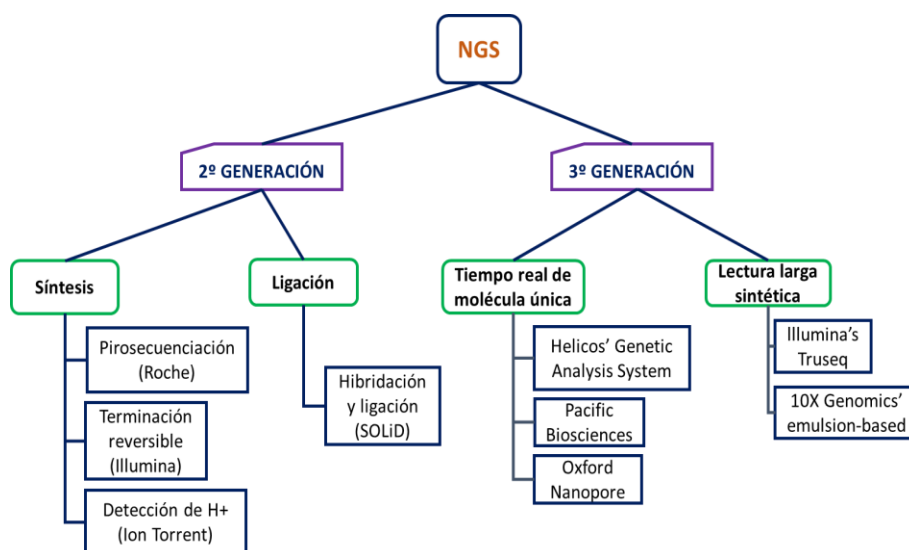 NGS
2º GENERACIÓN
3º GENERACIÓN
Síntesis
Ligación
Tiempo real de
molécula única
Lectura larga
sintética
Pirosecuenciación
(Roche)
Terminación
reversible
(Illumina)
Detección de H+
(Ion Torrent)
Hibridación
y ligación
(SOLiD)
Helicos’ Genetic
Analysis System
Pacific
Biosciences
Oxford
Nanopore
Illumina’s
Truseq
10X Genomics’
emulsion-based